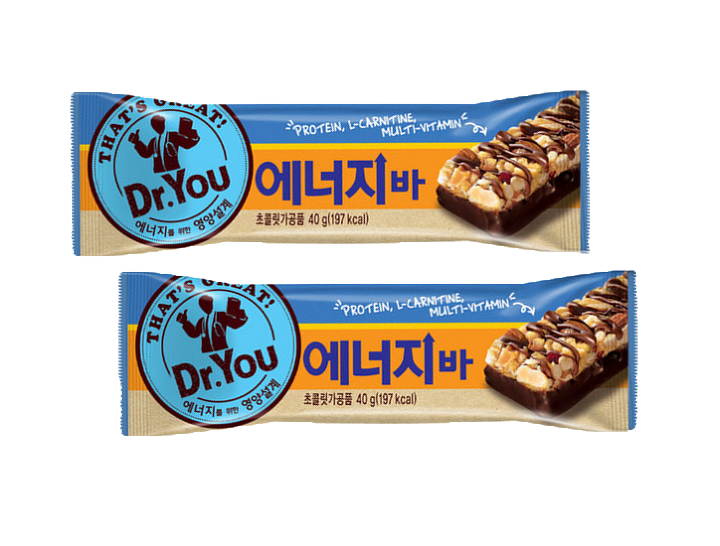 THAT'S GREAT!
Dr.You
에너지를 위한 영양설계
PROTEIN, L-CARNITINE,
MULTI-VITAMIN
에너지바
초콜릿가공품 40 g(197 kcal)
THAT'S GREAT!
Dr.You
에너지를 위한 영양설계
PROTEIN, L-CARNITINE,
MULTI-VITAMIN
에너지바
초콜릿가공품 40 g(197 kcal)